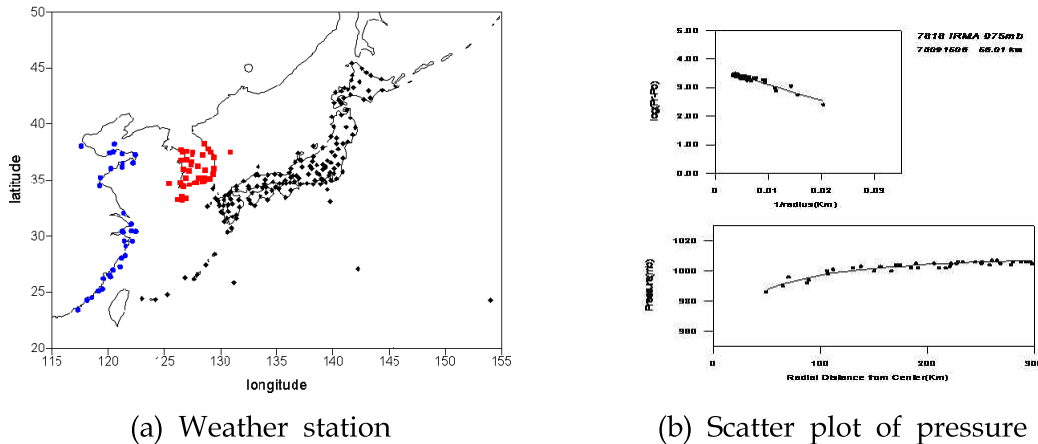 50
45
40
35
30
25
20
latitude
115 120 125 130 135 140 145 150 155
longitude
(a) Weather station
5.00
4.00
3.00
2.00
1.00
0.00
log(Pr-Pc)
0 0.01 0.02 0.03
1/radius(Km)
7818 IRMA 975mb
78091506 56.01 km
1020
1000
980
960
Pressure(mb)
0 100 200 300
Radial Distance from Center(Km)
(b) Scatter plot of pressure